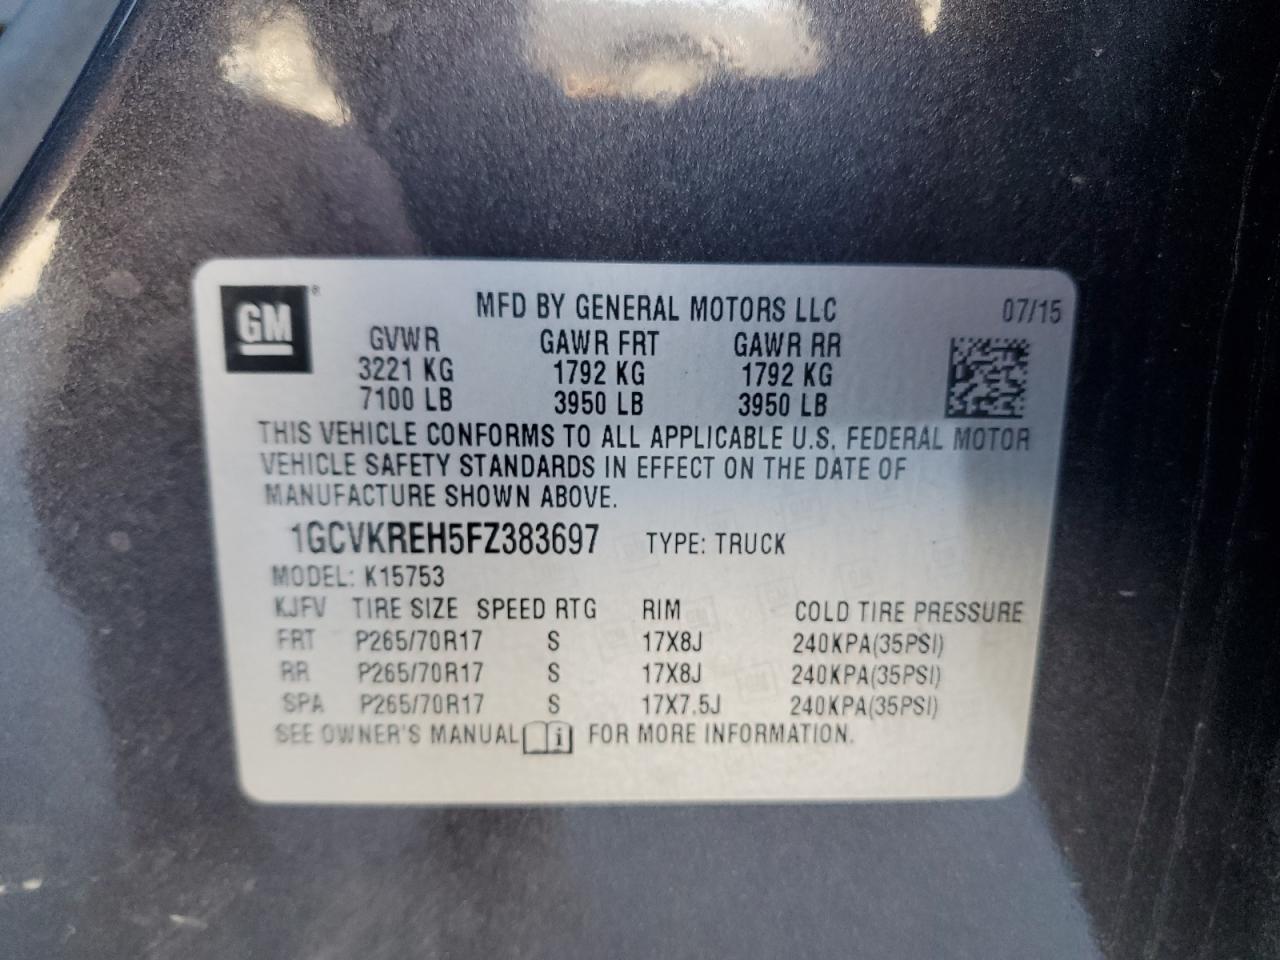 GM®
MFD BY GENERAL MOTORS LLC 07/15
GVWR GAWR FRT GAWR RR
3221 KG 1792 KG 1792 KG
7100 LB 3950 LB 3950 LB
THIS VEHICLE CONFORMS TO ALL APPLICABLE U.S. FEDERAL MOTOR
VEHICLE SAFETY STANDARDS IN EFFECT ON THE DATE OF
MANUFACTURE SHOWN ABOVE.
1GCVKREH5FZ383697 TYPE: TRUCK
MODEL: K15753
KJFV TIRE SIZE SPEED RTG RIM COLD TIRE PRESSURE
FRT P265/70R17 S 17X8J 240KPA(35PSI)
RR P265/70R17 S 17X8J 240KPA(35PSI)
SPA P265/70R17 S 17X7.5J 240KPA(35PSI)
SEE OWNER'S MANUAL i FOR MORE INFORMATION.